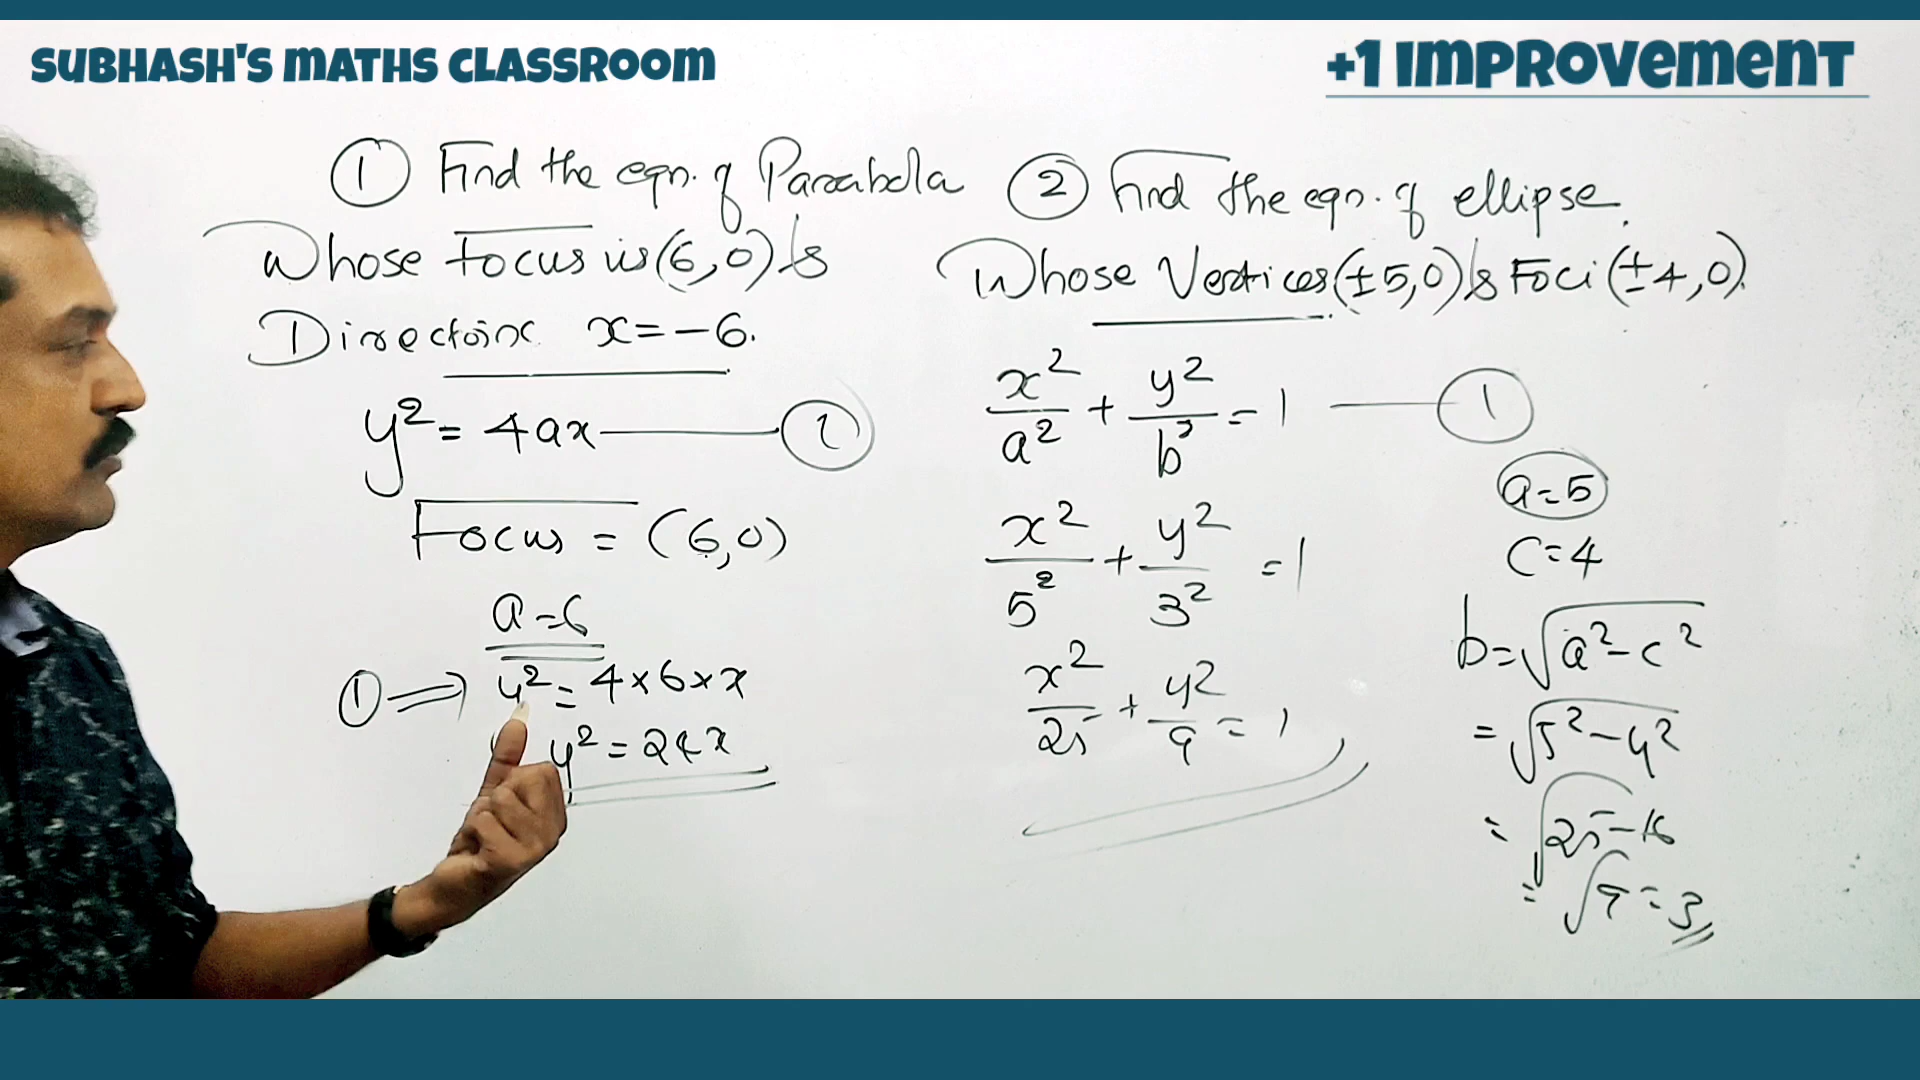 SUBHASH'S MATHS CLASSROOM
+1 IMPROVEMENT
① Find the eqn. of Parabola
Whose Focus is (6,0) &
Directrix x = -6.
y² = 4ax —— ①
Focus = (6,0)
a = 6
① ⇒ y² = 4 × 6 × x
y² = 24x
② Find the eqn. of ellipse.
Whose Vertices (± 5,0) & Foci (± 4,0).
x²/a² + y²/b² = 1 —— ①
x²/5² + y²/3² = 1
x²/25 + y²/9 = 1
a = 5
c = 4
b = √a² - c²
= √5² - 4²
= √25 - 16
= √9 = 3